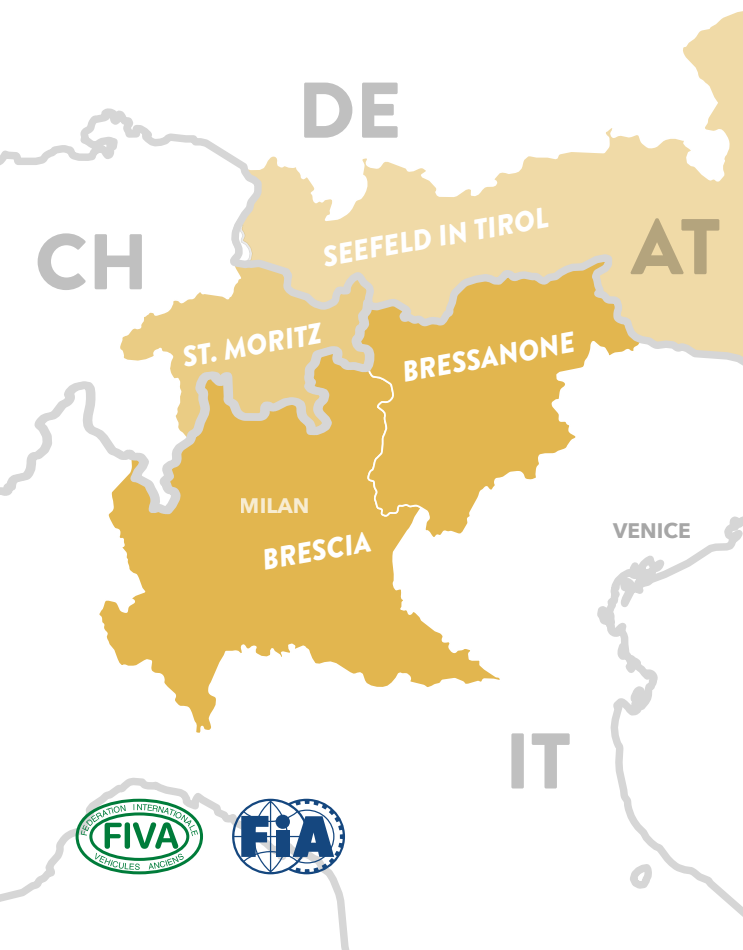 DE
CH
AT
SEEFELD IN TIROL
ST. MORITZ
BRESSANONE
MILAN
VENICE
BRESCIA
IT
FEDERATION INTERNATIONALE
FIVA
VEHICULES ANCIENS
FiA